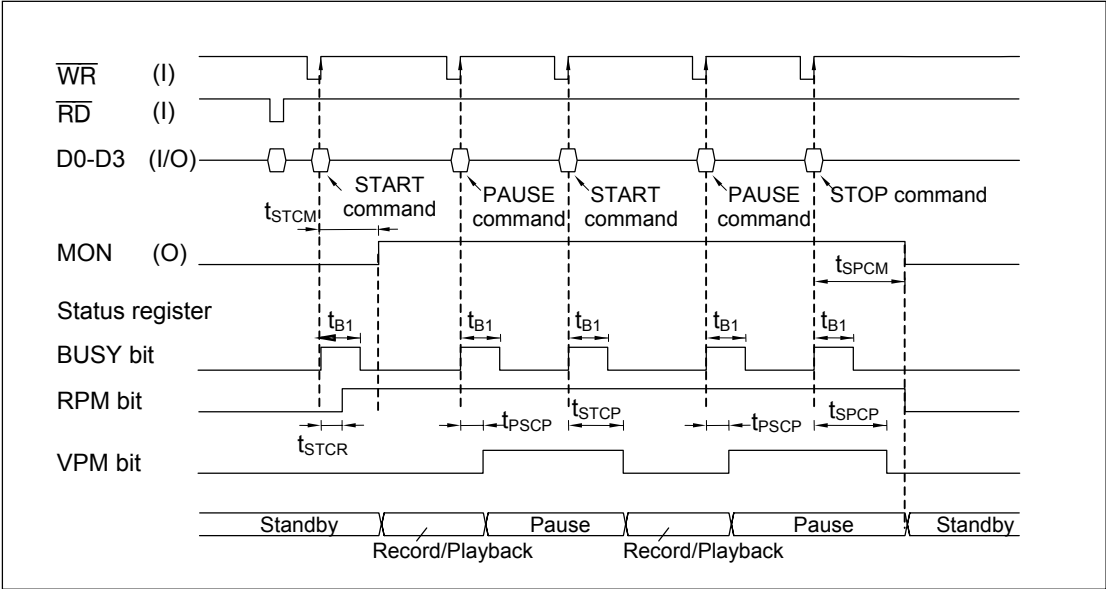 WR (I)
RD (I)
D0-D3 (I/O)
START
command
PAUSE
command
START
command
PAUSE
command
STOP command
tSTCM
MON (O)
tSPCM
Status register
tB1 tB1 tB1 tB1 tB1
BUSY bit
RPM bit
tSTCR tPSCP tSTCP tPSCP tSPCP
VPM bit
Standby Pause Pause Standby
Record/Playback Record/Playback